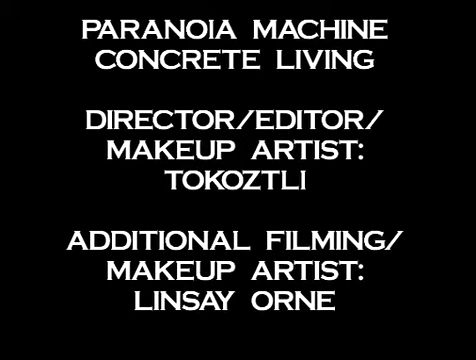 PARANOIA MACHINE
CONCRETE LIVING
DIRECTOR/EDITOR/
MAKEUP ARTIST:
TOKOZTLI
ADDITIONAL FILMING/
MAKEUP ARTIST:
LINSAY ORNE